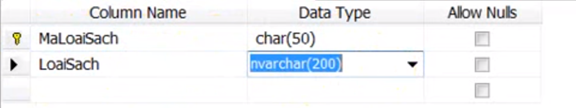 Column Name Data Type Allow Nulls
MaLoaiSach char(50)
LoaiSach nvarchar(200)